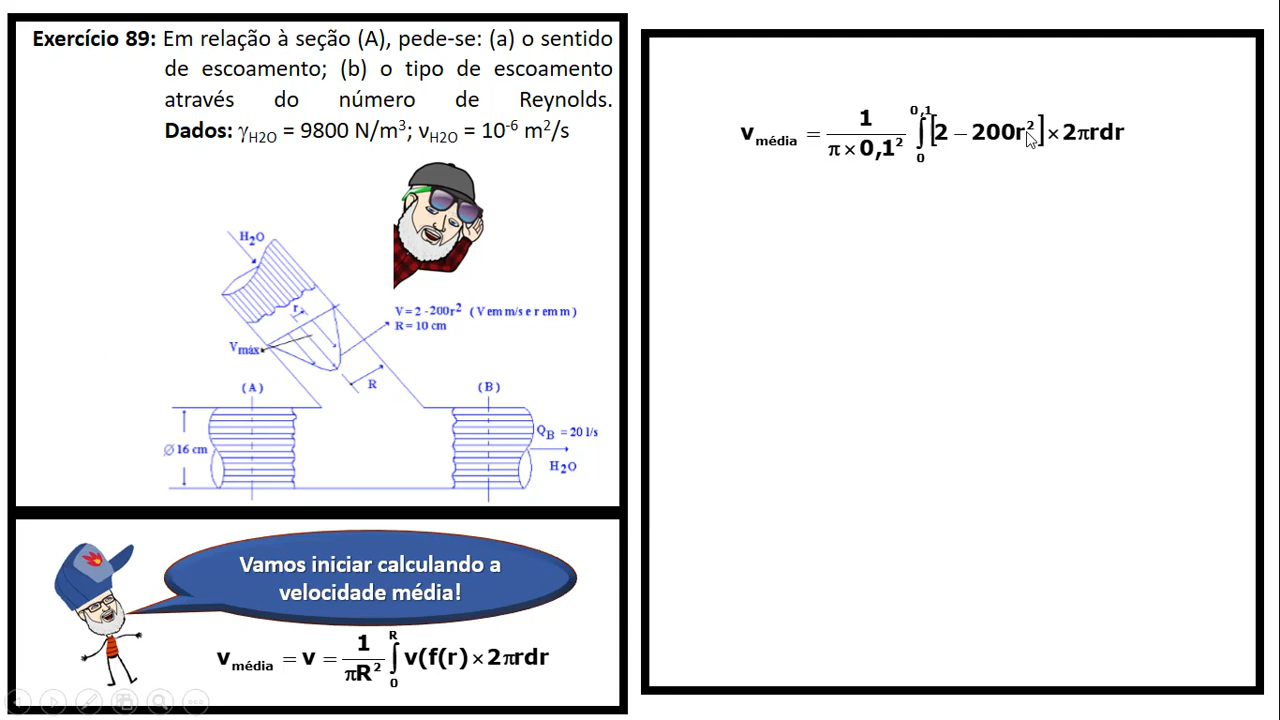 Exercício 89: Em relação à seção (A), pede-se: (a) o sentido
de escoamento; (b) o tipo de escoamento
através do número de Reynolds.
Dados: γH2O = 9800 N/m³; νH2O = 10⁻⁶ m²/s
H₂O
r
V = 2 - 200r² ( V em m/s e r em m )
R = 10 cm
Vmáx
R
(A)
(B)
Ø 16 cm
QB = 20 l/s
H₂O
Vamos iniciar calculando a
velocidade média!
vmédia = v = 1/πR² ∫₀ᴿ v(f(r) × 2πrdr
vmédia = 1/π × 0,1² ∫₀^0,1 [2 − 200r²] × 2πrdr